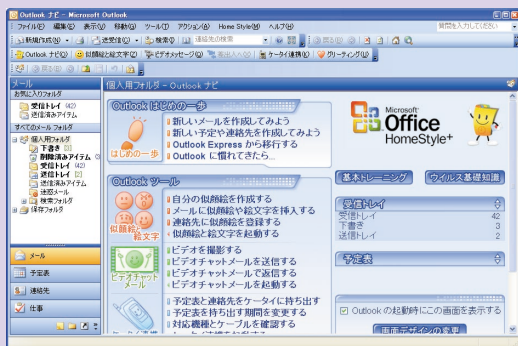 Outlook ナビ - Microsoft Outlook
ファイル(F) 編集(E) 表示(V) 移動(G) ツール(T) アクション(A) Home Style(M) ヘルプ(H)
質問を入力してください
新規作成(N) 送受信(C) 検索(I) 連絡先の検索 戻る(B)
Outlook ナビ(O) 似顔絵と絵文字(Z) ビデオメッセージ(Q) ケータイ連携(K) グリーティング(W)
戻る(B)
メール
お気に入りフォルダ
受信トレイ (42)
送信済みアイテム
すべてのメール フォルダ
個人用フォルダ
下書き [3]
削除済みアイテム
受信トレイ (42)
送信トレイ [2]
送信済みアイテム
迷惑メール
検索フォルダ
保存フォルダ
メール
予定表
連絡先
仕事
個人用フォルダ - Outlook ナビ
Outlook はじめの一歩
はじめの一歩
新しいメールを作成してみよう
新しい予定や連絡先を作成してみよう
Outlook Express から移行する
Outlook に慣れてきたら...
Outlook ツール
似顔絵
絵文字
自分の似顔絵を作成する
メールに似顔絵や絵文字を挿入する
連絡先に似顔絵を登録する
似顔絵と絵文字を起動する
ビデオチャット
メール
ビデオを撮影する
ビデオチャットメールを送信する
ビデオチャットメールで返信する
ビデオチャットメールを起動する
予定表と連絡先をケータイに持ち出す
予定表を持ち出す期間を変更する
対応機種とケーブルを確認する
Microsoft
Office
HomeStyle+
基本トレーニング
ウイルス基礎知識
受信トレイ
受信トレイ 42
下書き 3
送信トレイ 2
予定表
Outlook の起動時にこの画面を表示する
画面デザインの変更